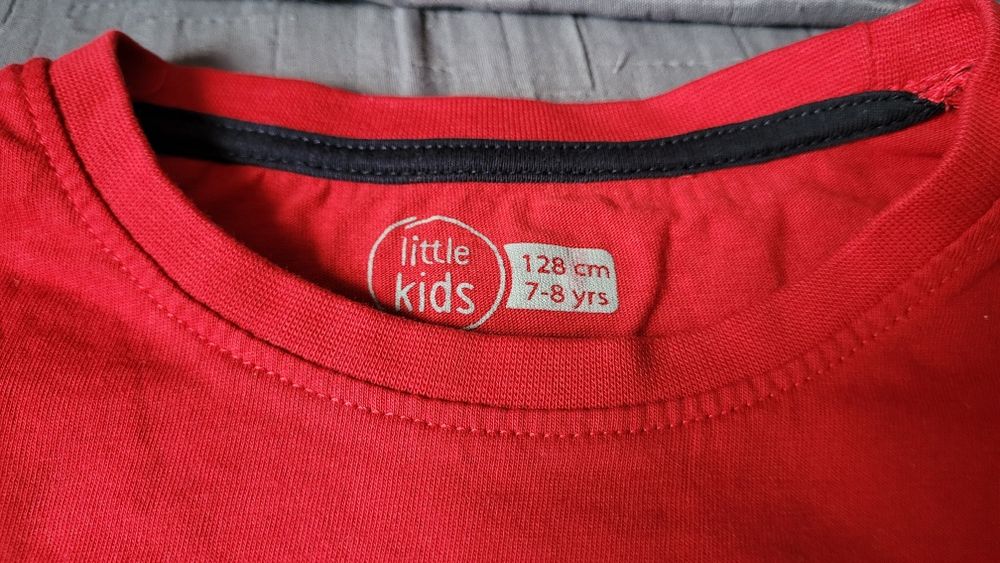 little
kids
128 cm
7-8 yrs